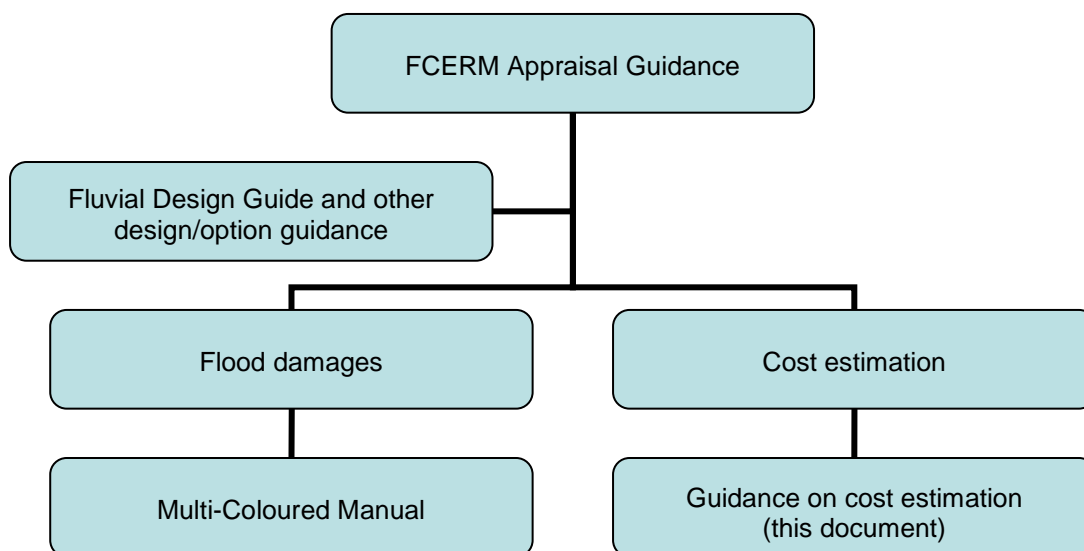 FCERM Appraisal Guidance
Fluvial Design Guide and other
design/option guidance
Flood damages
Cost estimation
Multi-Coloured Manual
Guidance on cost estimation
(this document)